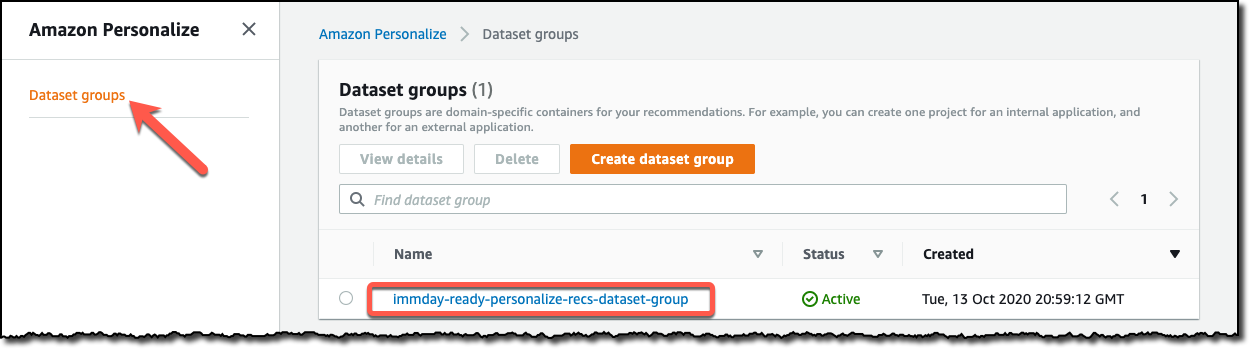 Amazon Personalize
Dataset groups
Amazon Personalize > Dataset groups
Dataset groups (1)
Dataset groups are domain-specific containers for your recommendations. For example, you can create one project for an internal application, and
another for an external application.
View details Delete Create dataset group
Find dataset group 1
Name Status Created
immday-ready-personalize-recs-dataset-group Active Tue, 13 Oct 2020 20:59:12 GMT